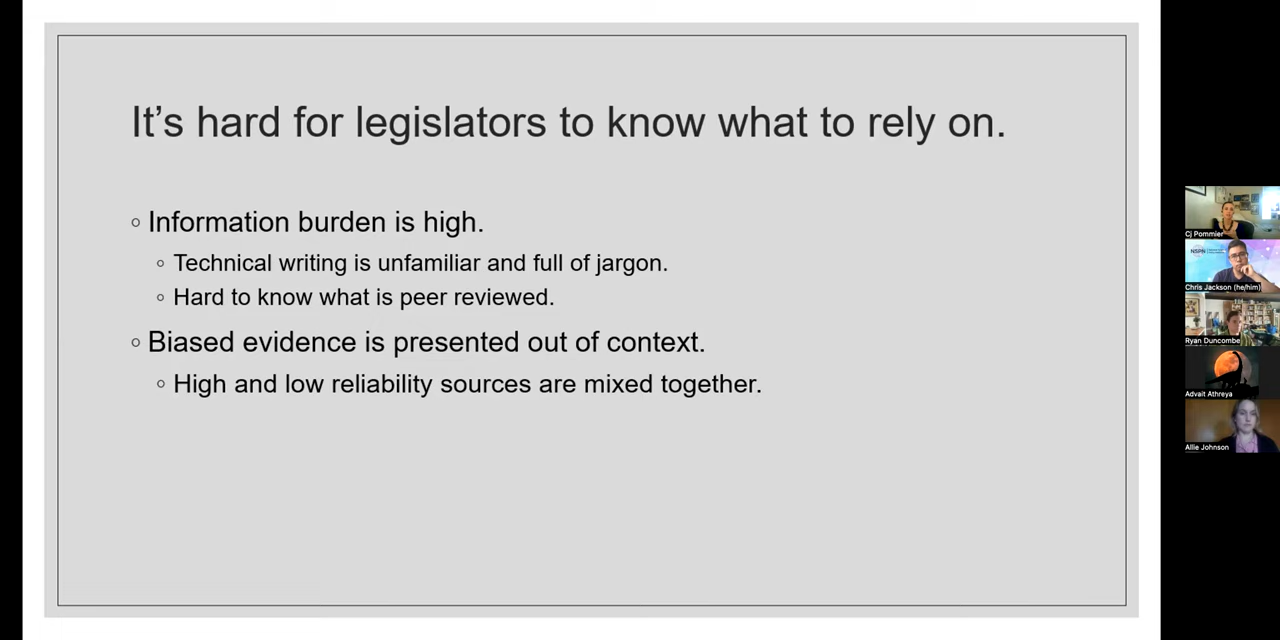 It's hard for legislators to know what to rely on.
◦ Information burden is high.
◦ Technical writing is unfamiliar and full of jargon.
◦ Hard to know what is peer reviewed.
◦ Biased evidence is presented out of context.
◦ High and low reliability sources are mixed together.
Cj Pommier
NSPN
Chris Jackson (he/him)
Ryan Duncombe
Advait Athreya
Allie Johnson